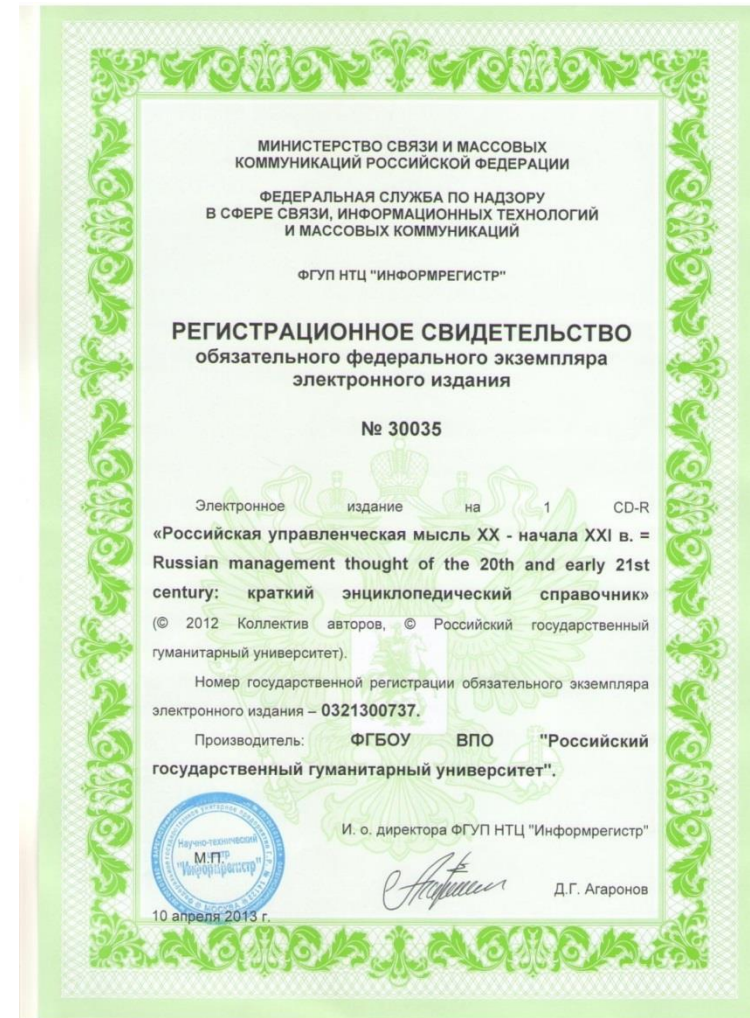 МИНИСТЕРСТВО СВЯЗИ И МАССОВЫХ
КОММУНИКАЦИЙ РОССИЙСКОЙ ФЕДЕРАЦИИ
ФЕДЕРАЛЬНАЯ СЛУЖБА ПО НАДЗОРУ
В СФЕРЕ СВЯЗИ, ИНФОРМАЦИОННЫХ ТЕХНОЛОГИЙ
И МАССОВЫХ КОММУНИКАЦИЙ
ФГУП НТЦ "ИНФОРМРЕГИСТР"
РЕГИСТРАЦИОННОЕ СВИДЕТЕЛЬСТВО
обязательного федерального экземпляра
электронного издания
№ 30035
Электронное издание на 1 CD-R
«Российская управленческая мысль XX - начала XXI в. =
Russian management thought of the 20th and early 21st
century: краткий энциклопедический справочник»
(© 2012 Коллектив авторов, © Российский государственный
гуманитарный университет).
Номер государственной регистрации обязательного экземпляра
электронного издания – 0321300737.
Производитель: ФГБОУ ВПО "Российский
государственный гуманитарный университет".
И. о. директора ФГУП НТЦ "Информрегистр"
Научно-технический
центр
"Информрегистр"
М.П.
Д.Г. Агаронов
10 апреля 2013 г.